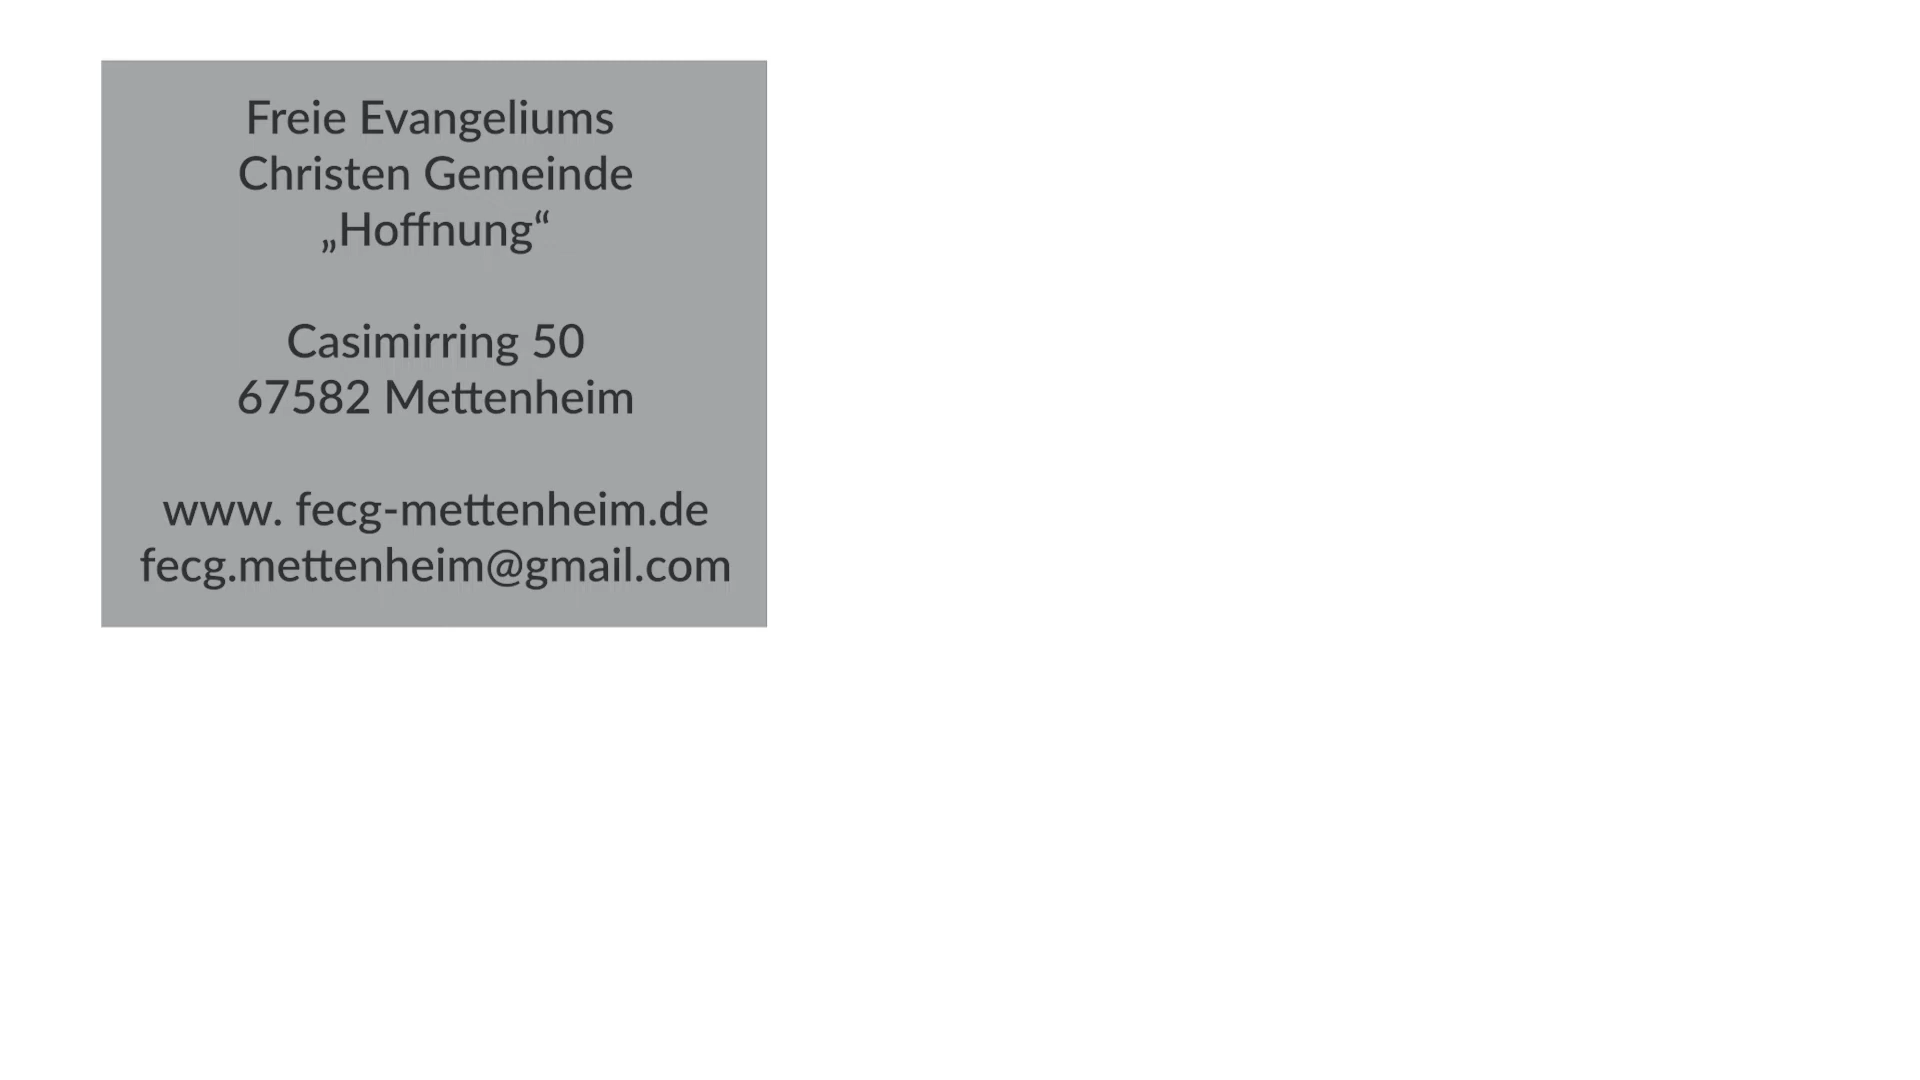 Freie Evangeliums
Christen Gemeinde
„Hoffnung“
Casimirring 50
67582 Mettenheim
www. fecg-mettenheim.de
fecg.mettenheim@gmail.com